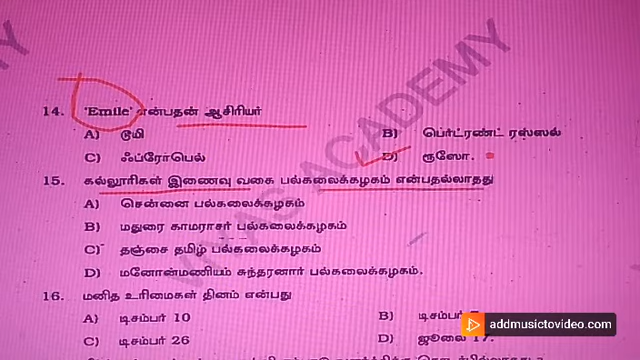 14. 'Emile' என்பதன் ஆசிரியர்
A) டூமி B) பெர்ட்ரண்ட் ரஸ்ஸல்
C) ஃப்ரேர்பெல் D) ரூஸோ.
15. கல்லூரிகள் இணைவு வகை பல்கலைக்கழகம் என்பதல்லாதது
A) சென்னை பல்கலைக்கழகம்
B) மதுரை காமராசர் பல்கலைக்கழகம்
C) தஞ்சை தமிழ் பல்கலைக்கழகம்
D) மனோன்மணியம் சுந்தரனார் பல்கலைக்கழகம்.
16. மனித உரிமைகள் தினம் என்பது
A) டிசம்பர் 10 B) டிசம்பர்
C) டிசம்பர் 26 D) ஜூலை 17.
ACADEMY
addmusictovideo.com